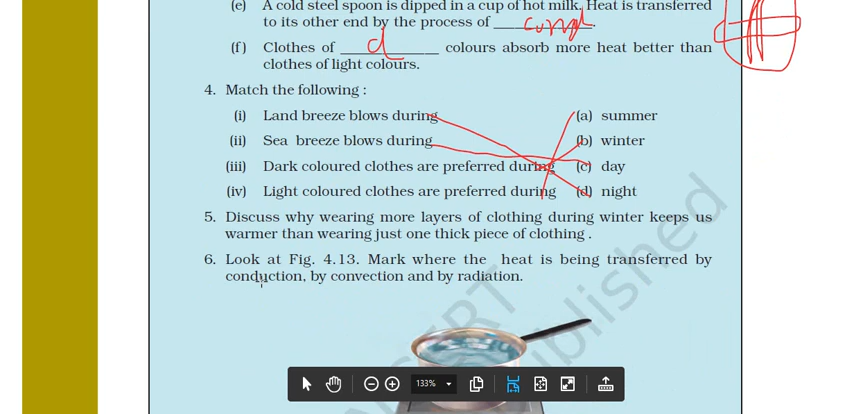 (e) A cold steel spoon is dipped in a cup of hot milk. Heat is transferred
to its other end by the process of ____________.
(f) Clothes of d colours absorb more heat better than
clothes of light colours.
4. Match the following :
(i) Land breeze blows during (a) summer
(ii) Sea breeze blows during (b) winter
(iii) Dark coloured clothes are preferred during (c) day
(iv) Light coloured clothes are preferred during (d) night
5. Discuss why wearing more layers of clothing during winter keeps us
warmer than wearing just one thick piece of clothing .
6. Look at Fig. 4.13. Mark where the heat is being transferred by
conduction, by convection and by radiation.
133%